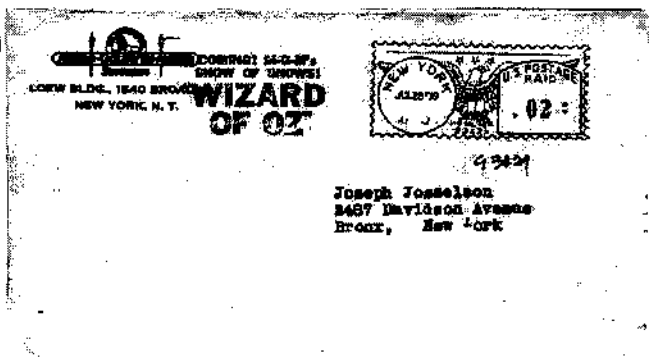 COMING! M-G-M's
SHOW OF SHOWS!
WIZARD
OF OZ
LOEW BLDG., 1540 BROADWAY
NEW YORK, N. Y.
NEW YORK
N. Y.
U.S. POSTAGE
PAID
.02
Joseph Josselson
2487 Davidson Avenue
Bronx, New York